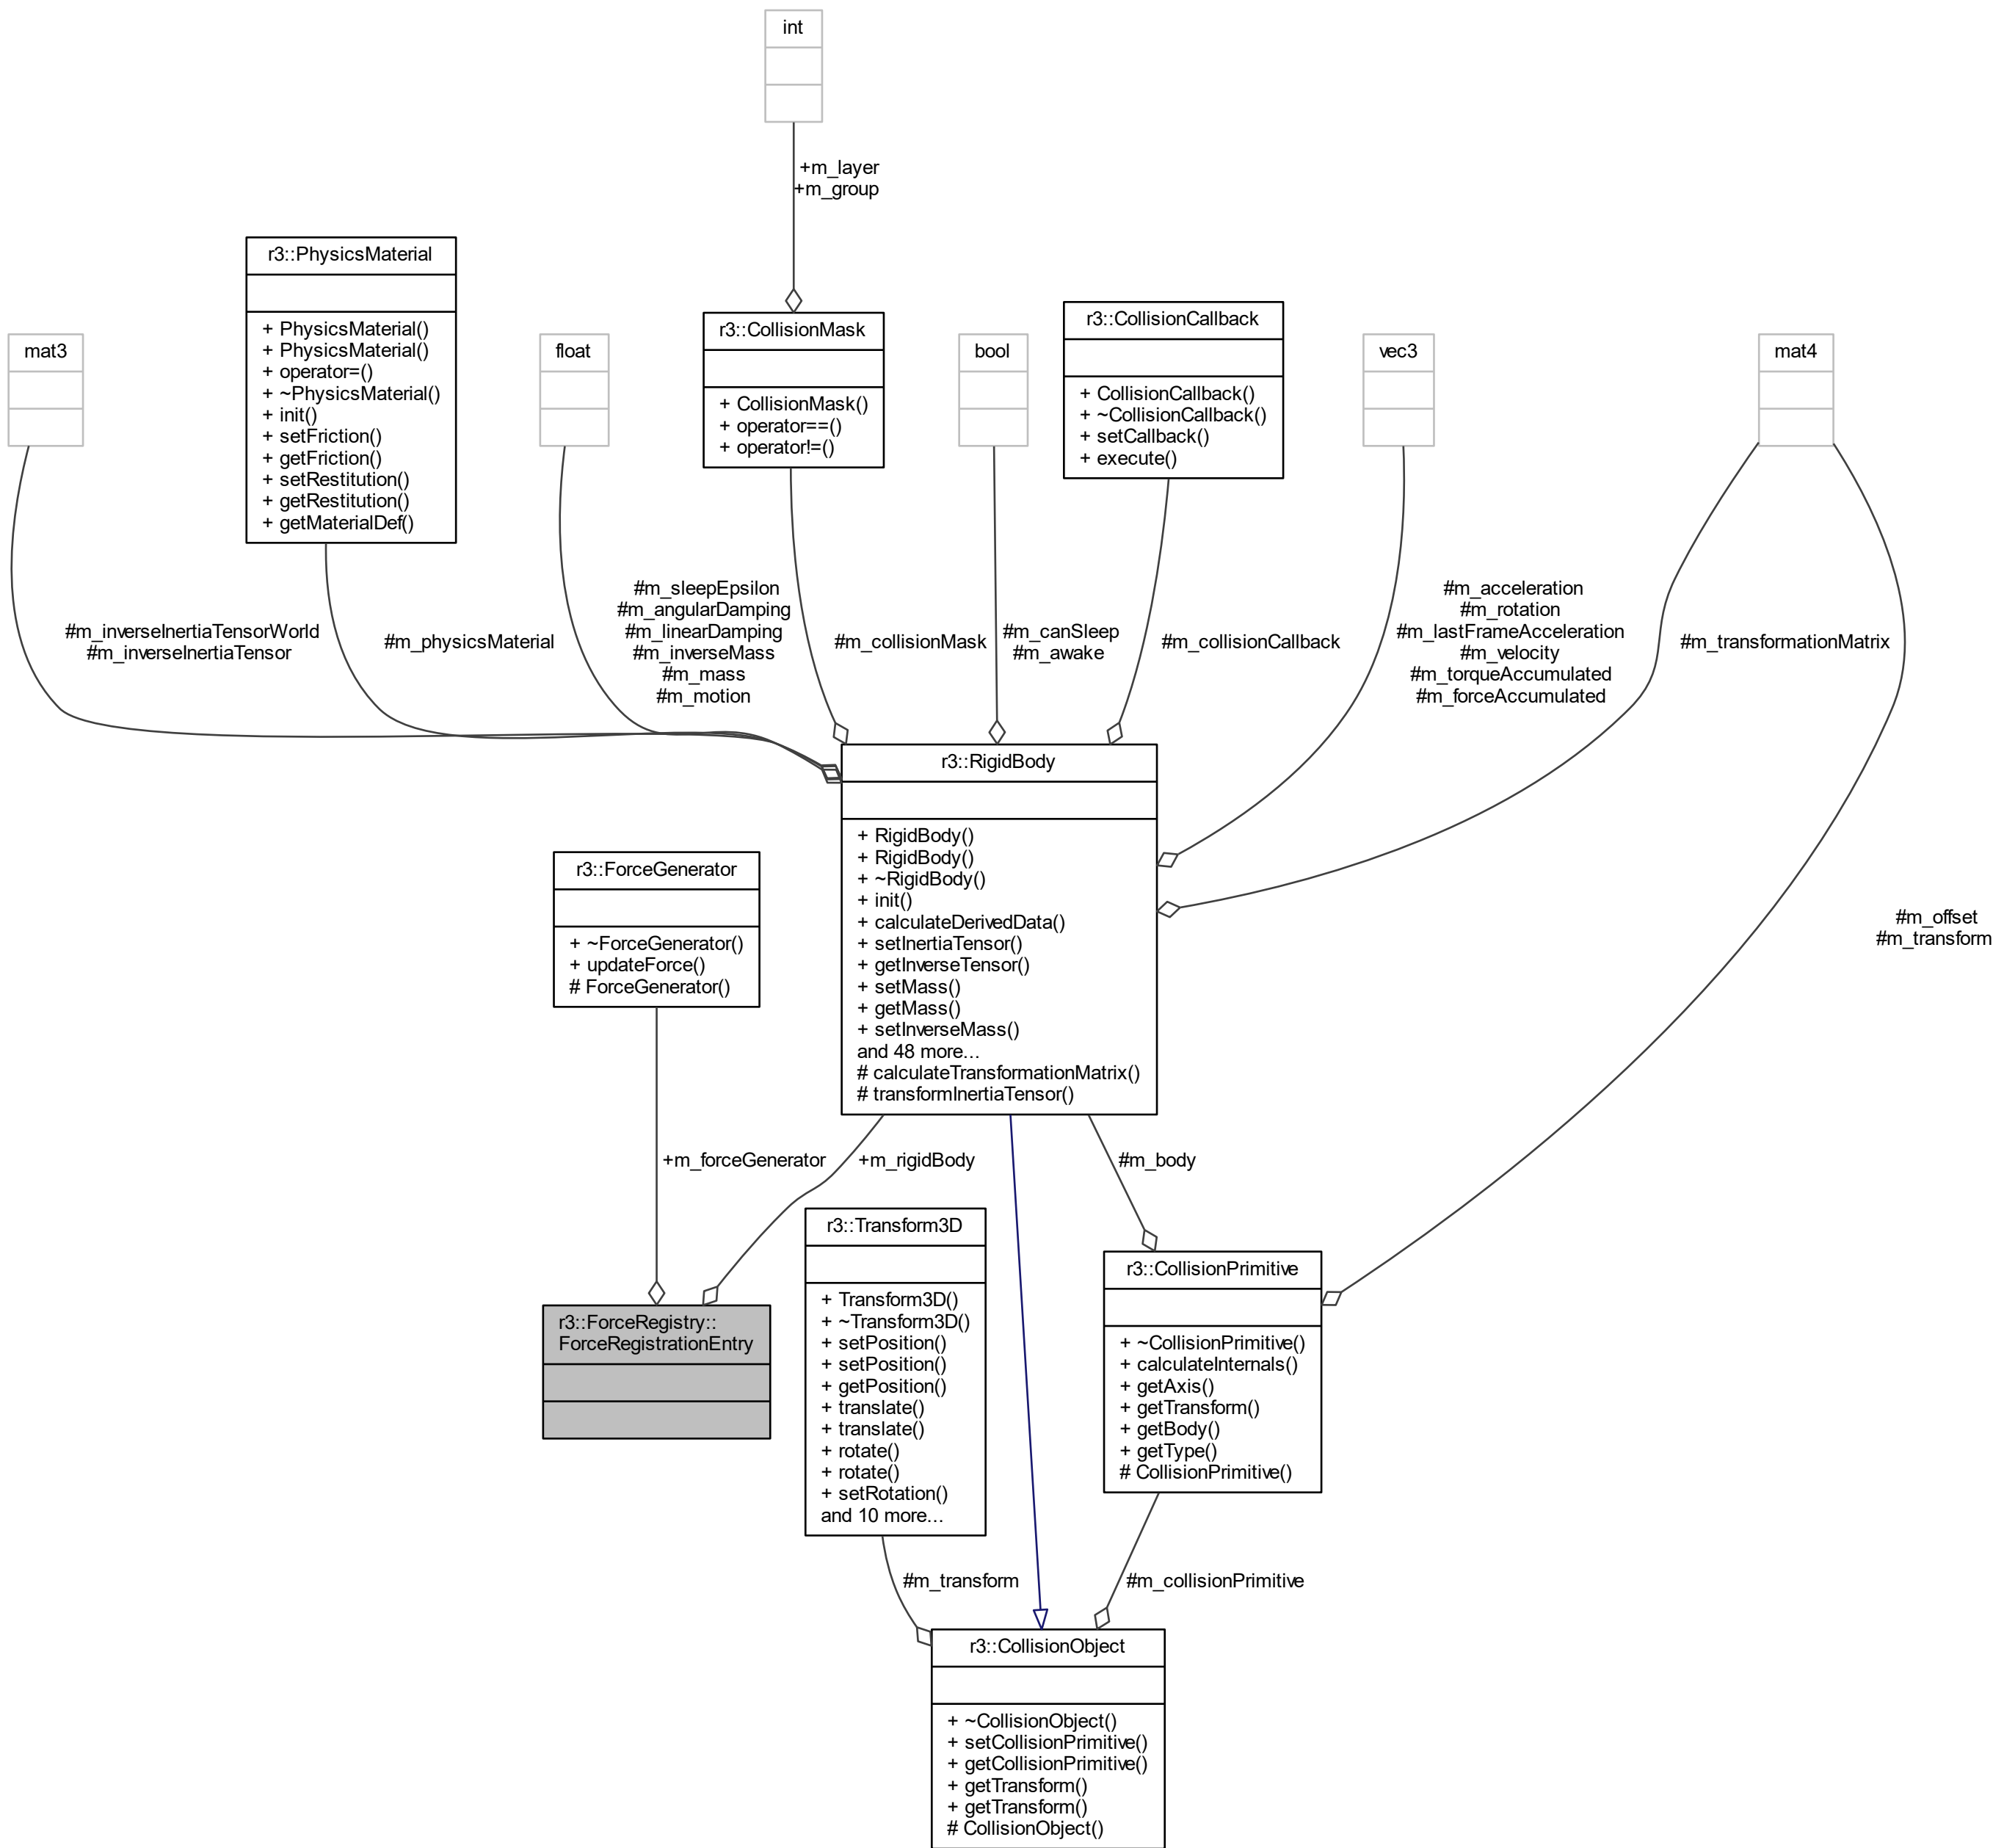 int
+m_layer
+m_group
r3::PhysicsMaterial
+ PhysicsMaterial()
+ PhysicsMaterial()
+ operator=()
+ ~PhysicsMaterial()
+ init()
+ setFriction()
+ getFriction()
+ setRestitution()
+ getRestitution()
+ getMaterialDef()
mat3
float
r3::CollisionMask
+ CollisionMask()
+ operator==()
+ operator!=()
bool
r3::CollisionCallback
+ CollisionCallback()
+ ~CollisionCallback()
+ setCallback()
+ execute()
vec3
mat4
#m_inverseInertiaTensorWorld
#m_inverseInertiaTensor
#m_physicsMaterial
#m_sleepEpsilon
#m_angularDamping
#m_linearDamping
#m_inverseMass
#m_mass
#m_motion
#m_collisionMask
#m_canSleep
#m_awake
#m_collisionCallback
#m_acceleration
#m_rotation
#m_lastFrameAcceleration
#m_velocity
#m_torqueAccumulated
#m_forceAccumulated
#m_transformationMatrix
r3::RigidBody
+ RigidBody()
+ RigidBody()
+ ~RigidBody()
+ init()
+ calculateDerivedData()
+ setInertiaTensor()
+ getInverseTensor()
+ setMass()
+ getMass()
+ setInverseMass()
and 48 more...
# calculateTransformationMatrix()
# transformInertiaTensor()
r3::ForceGenerator
+ ~ForceGenerator()
+ updateForce()
# ForceGenerator()
#m_offset
#m_transform
+m_forceGenerator
+m_rigidBody
#m_body
r3::ForceRegistry::
ForceRegistrationEntry
r3::Transform3D
+ Transform3D()
+ ~Transform3D()
+ setPosition()
+ setPosition()
+ getPosition()
+ translate()
+ translate()
+ rotate()
+ rotate()
+ setRotation()
and 10 more...
r3::CollisionPrimitive
+ ~CollisionPrimitive()
+ calculateInternals()
+ getAxis()
+ getTransform()
+ getBody()
+ getType()
# CollisionPrimitive()
#m_transform
#m_collisionPrimitive
r3::CollisionObject
+ ~CollisionObject()
+ setCollisionPrimitive()
+ getCollisionPrimitive()
+ getTransform()
+ getTransform()
# CollisionObject()